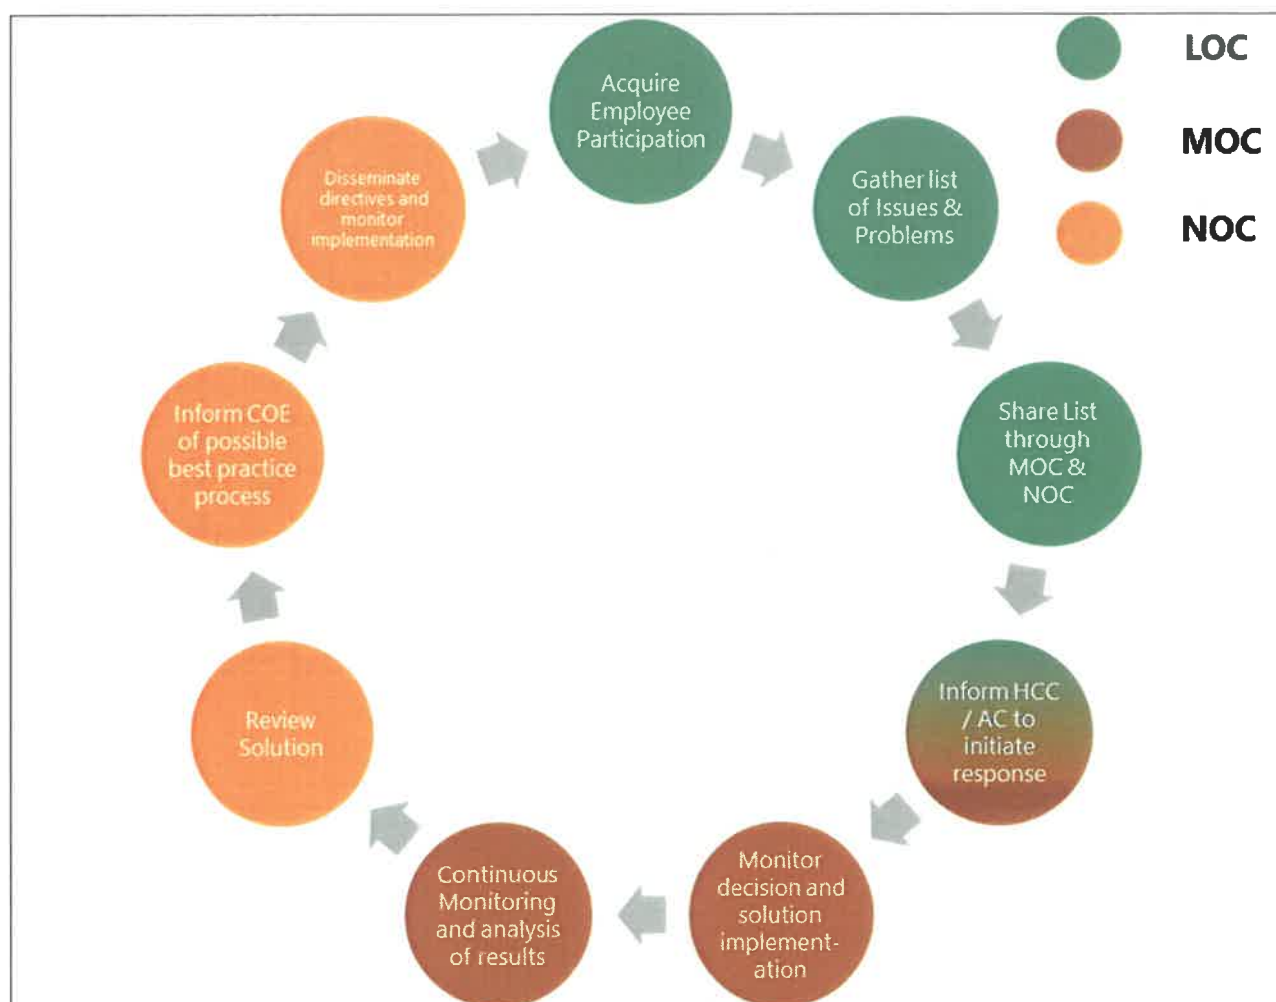 Acquire
Employee
Participation
Gather list
of Issues &
Problems
Share List
through
MOC &
NOC
Inform HCC
/ AC to
initiate
response
Monitor
decision and
solution
implement-
ation
Continuous
Monitoring
and analysis
of results
Review
Solution
Inform COE
of possible
best practice
process
Disseminate
directives and
monitor
implementation
LOC
MOC
NOC